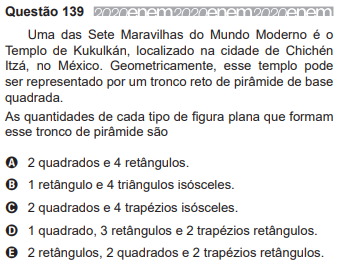 Questão 139 2020enem2020enem2020enem
Uma das Sete Maravilhas do Mundo Moderno é o
Templo de Kukulkán, localizado na cidade de Chichén
Itzá, no México. Geometricamente, esse templo pode
ser representado por um tronco reto de pirâmide de base
quadrada.
As quantidades de cada tipo de figura plana que formam
esse tronco de pirâmide são
A 2 quadrados e 4 retângulos.
B 1 retângulo e 4 triângulos isósceles.
C 2 quadrados e 4 trapézios isósceles.
D 1 quadrado, 3 retângulos e 2 trapézios retângulos.
E 2 retângulos, 2 quadrados e 2 trapézios retângulos.